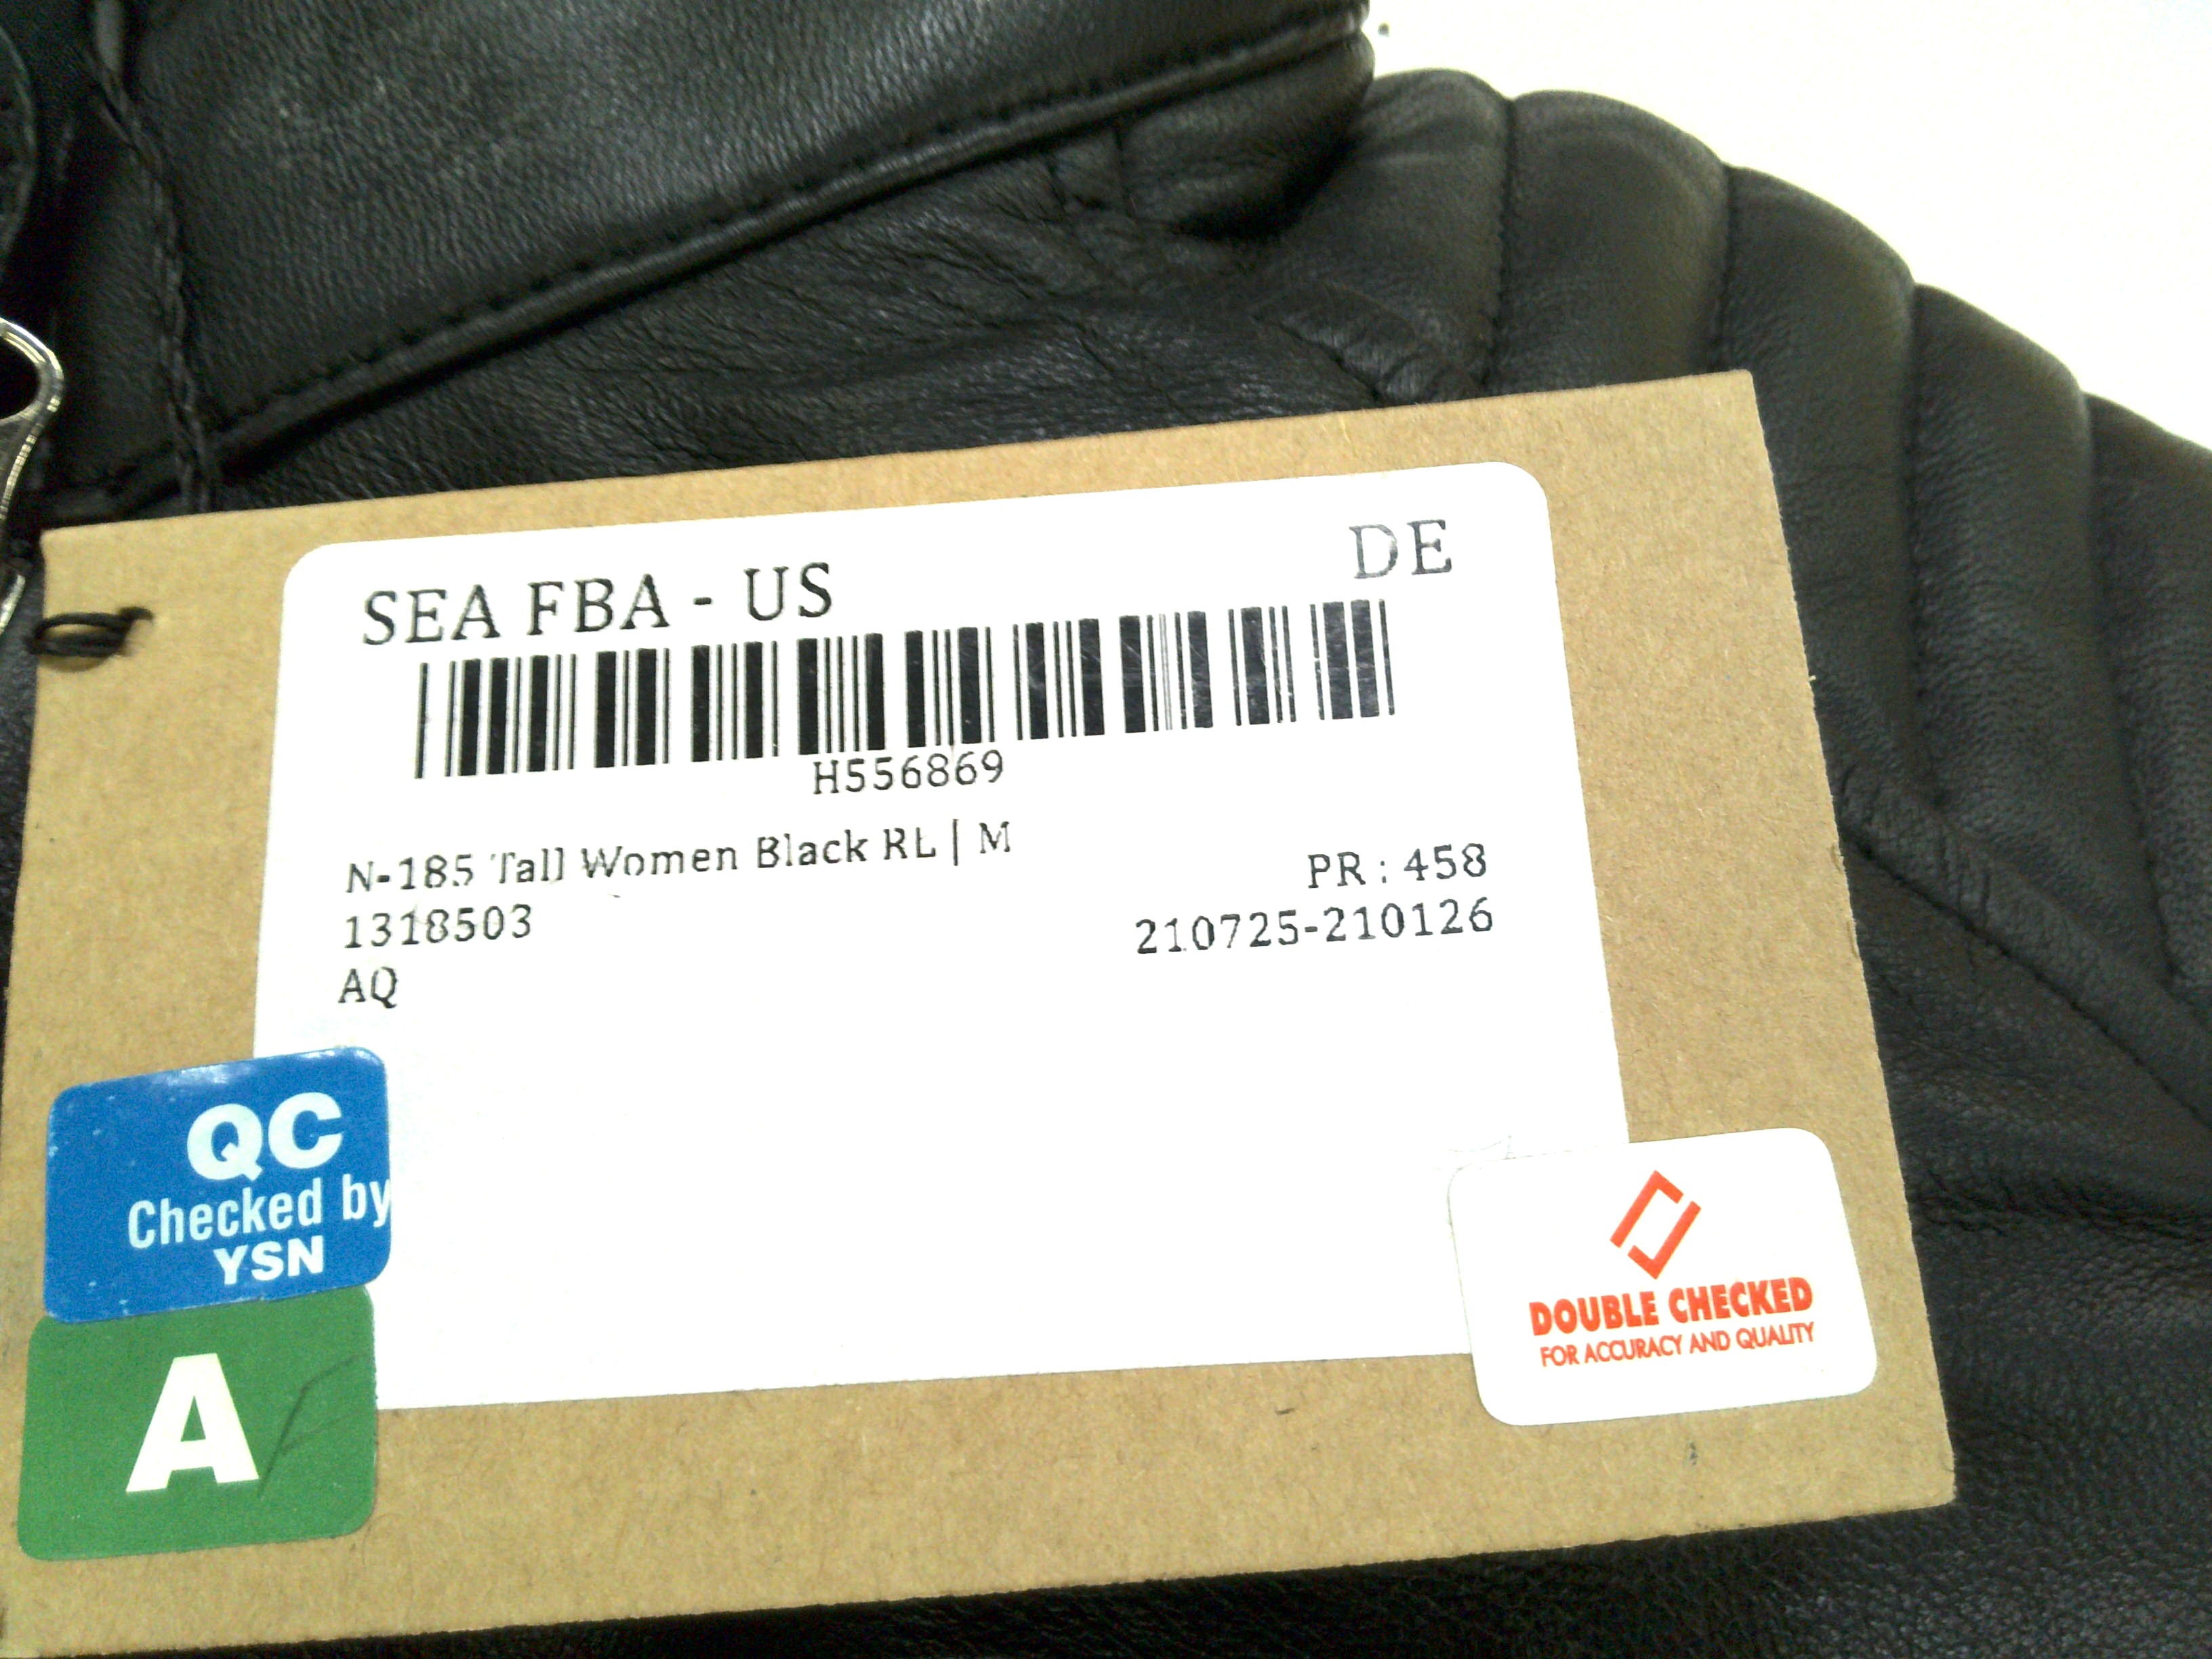 SEA FBA - US
DE
H556869
N-185 Tall Women Black RL | M
PR : 458
1318503
210725-210126
AQ
QC
Checked by
YSN
A
DOUBLE CHECKED
FOR ACCURACY AND QUALITY